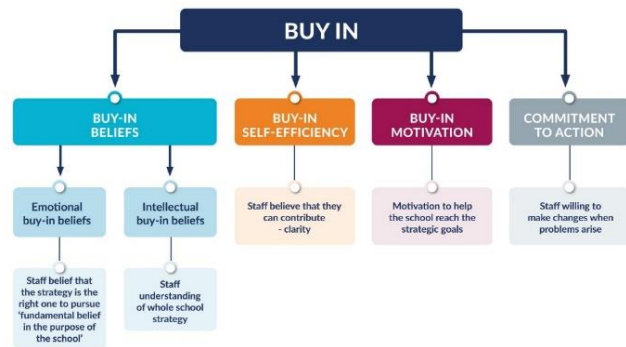 BUY IN
BUY-IN
BELIEFS
BUY-IN
SELF-EFFICIENCY
BUY-IN
MOTIVATION
COMMITMENT
TO ACTION
Emotional
buy-in beliefs
Intellectual
buy-in beliefs
Staff believe that they
can contribute
- clarity
Motivation to help
the school reach the
strategic goals
Staff willing to
make changes when
problems arise
Staff belief that
the strategy is the
right one to pursue
'fundamental belief
in the purpose of
the school'
Staff
understanding
of whole school
strategy